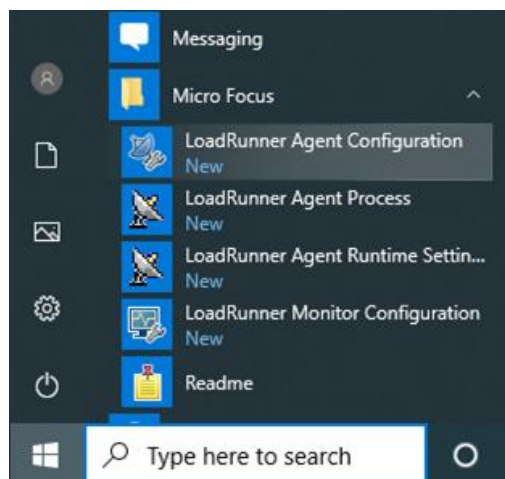 Messaging
Micro Focus
LoadRunner Agent Configuration
New
LoadRunner Agent Process
New
LoadRunner Agent Runtime Settin...
New
LoadRunner Monitor Configuration
New
Readme
Type here to search